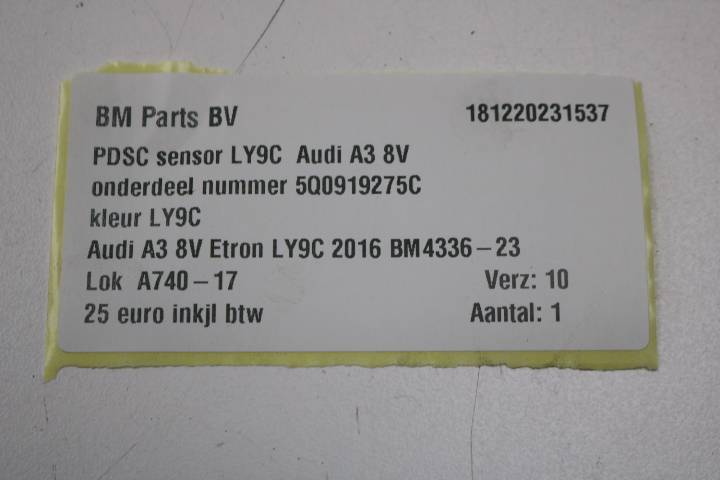 BM Parts BV 181220231537
PDSC sensor LY9C Audi A3 8V
onderdeel nummer 5Q0919275C
kleur LY9C
Audi A3 8V Etron LY9C 2016 BM4336-23
Lok A740-17 Verz: 10
25 euro inkjl btw Aantal: 1